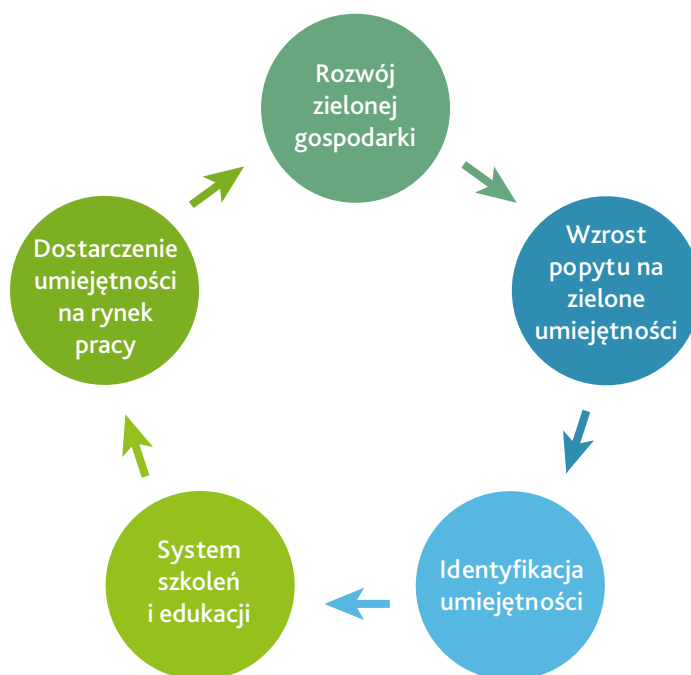 Rozwój
zielonej
gospodarki
Wzrost
popytu na
zielone
umiejętności
Identyfikacja
umiejętności
System
szkoleń
i edukacji
Dostarczenie
umiejętności
na rynek
pracy